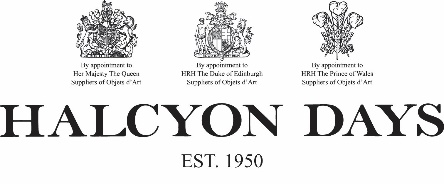 By appointment to
Her Majesty The Queen
Suppliers of Objets d'Art
By appointment to
HRH The Duke of Edinburgh
Suppliers of Objets d'Art
By appointment to
HRH The Prince of Wales
Suppliers of Objets d'Art
HALCYON DAYS
EST. 1950